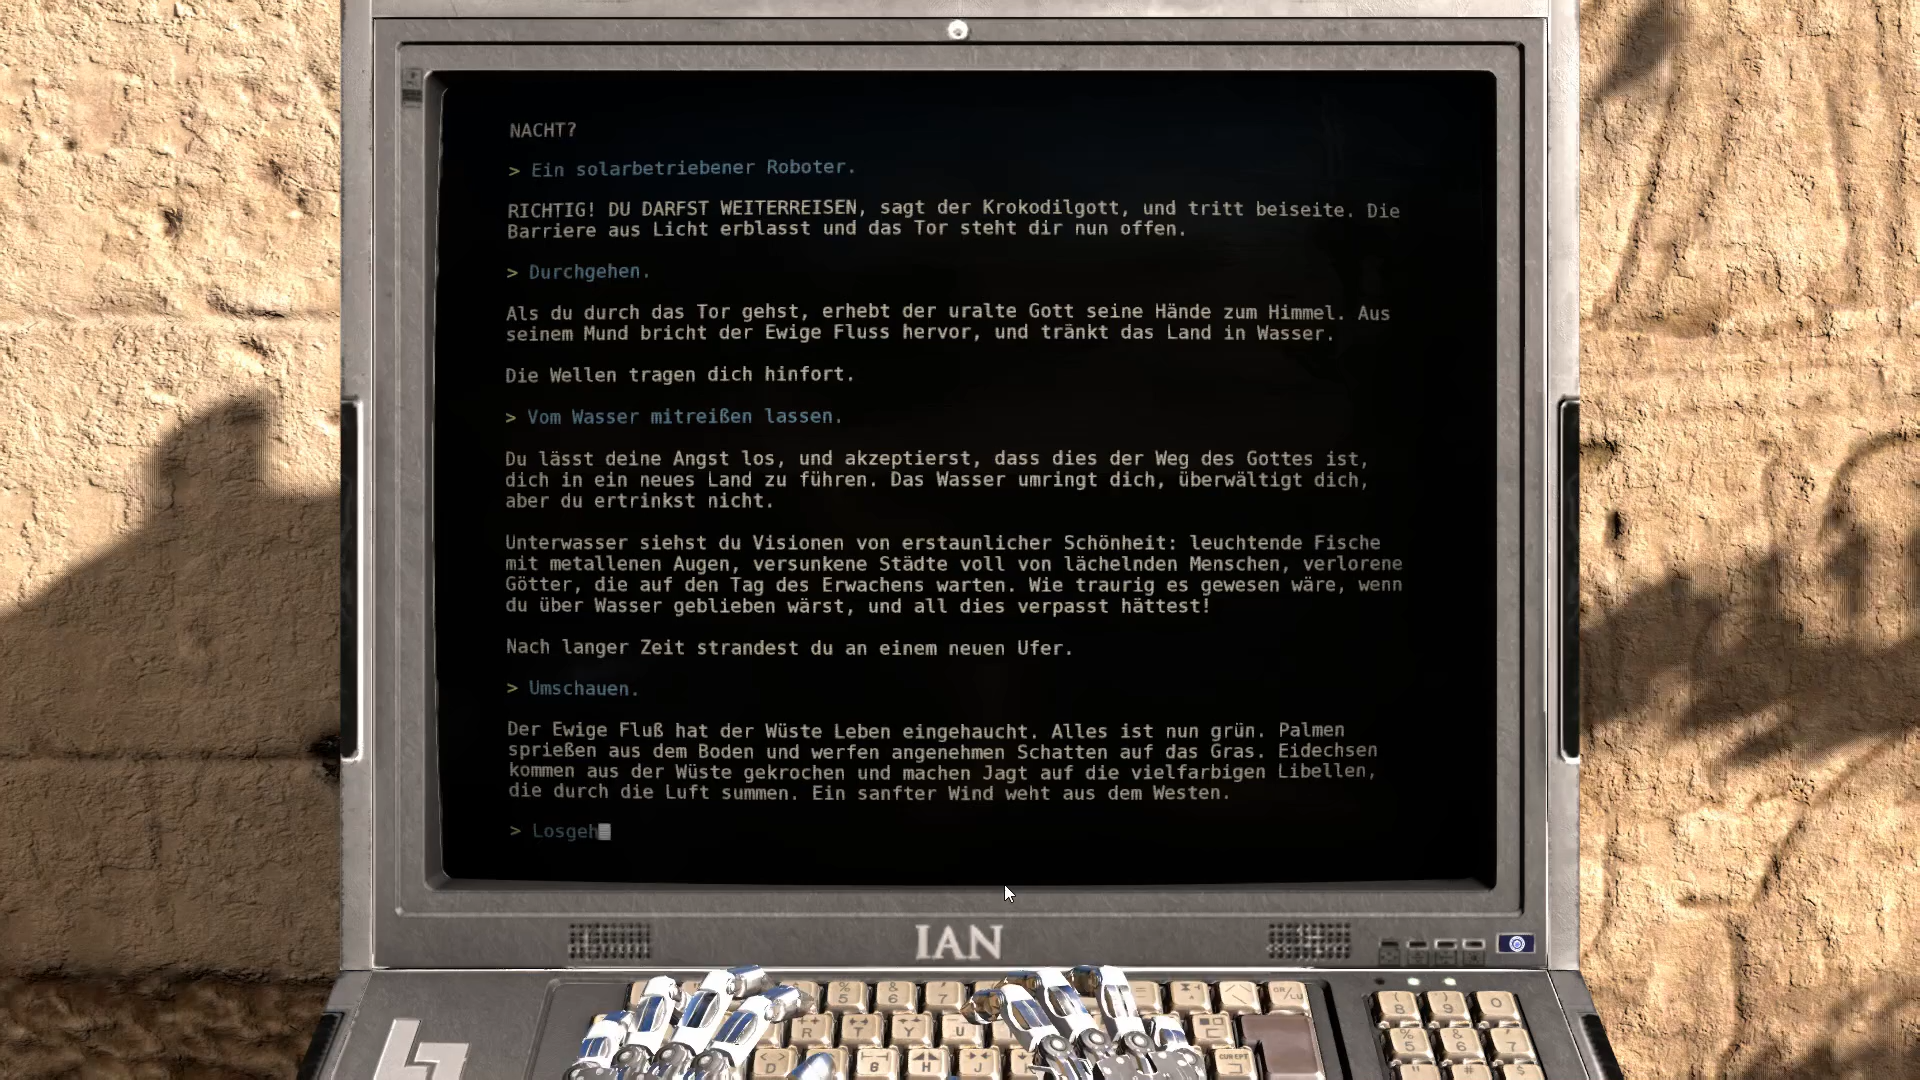 NACHT?
> Ein solarbetriebener Roboter.
RICHTIG! DU DARFST WEITERREISEN, sagt der Krokodilgott, und tritt beiseite. Die
Barriere aus Licht erblasst und das Tor steht dir nun offen.
> Durchgehen.
Als du durch das Tor gehst, erhebt der uralte Gott seine Hände zum Himmel. Aus
seinem Mund bricht der Ewige Fluss hervor, und tränkt das Land in Wasser.
Die Wellen tragen dich hinfort.
> Vom Wasser mitreißen lassen.
Du lässt deine Angst los, und akzeptierst, dass dies der Weg des Gottes ist,
dich in ein neues Land zu führen. Das Wasser umringt dich, überwältigt dich,
aber du ertrinkst nicht.
Unterwasser siehst du Visionen von erstaunlicher Schönheit: leuchtende Fische
mit metallenen Augen, versunkene Städte voll von lächelnden Menschen, verlorene
Götter, die auf den Tag des Erwachens warten. Wie traurig es gewesen wäre, wenn
du über Wasser geblieben wärst, und all dies verpasst hättest!
Nach langer Zeit strandest du an einem neuen Ufer.
> Umschauen.
Der Ewige Fluß hat der Wüste Leben eingehaucht. Alles ist nun grün. Palmen
sprießen aus dem Boden und werfen angenehmen Schatten auf das Gras. Eidechsen
kommen aus der Wüste gekrochen und machen Jagt auf die vielfarbigen Libellen,
die durch die Luft summen. Ein sanfter Wind weht aus dem Westen.
> Losgeh
IAN
5 6 7
8 9 0
R Y U
5 6 7
D B H J